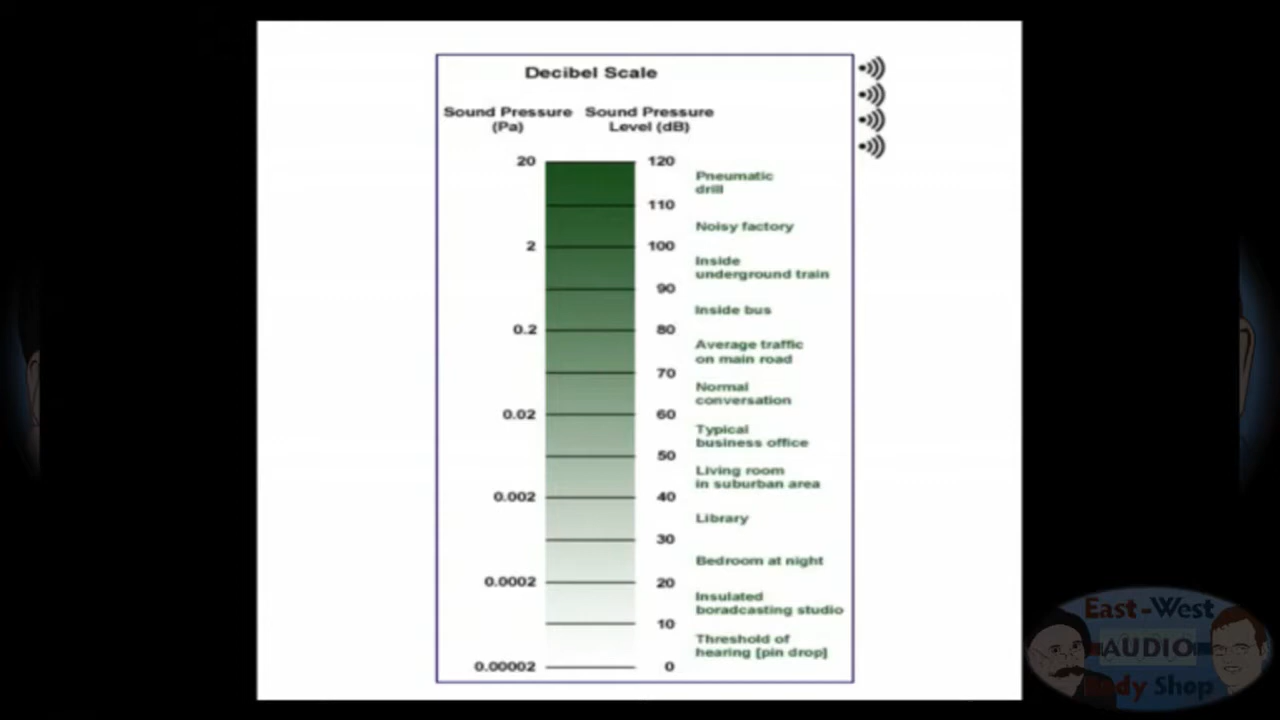 Decibel Scale
Sound Pressure
(Pa)
Sound Pressure
Level (dB)
20
120
Pneumatic
drill
110
Noisy factory
2
100
Inside
underground train
90
Inside bus
0.2
80
Average traffic
on main road
70
Normal
conversation
0.02
60
Typical
business office
50
Living room
in suburban area
0.002
40
Library
30
Bedroom at night
0.0002
20
Insulated
boradcasting studio
10
Threshold of
hearing [pin drop]
0.00002
0
East-West
AUDIO
Body Shop